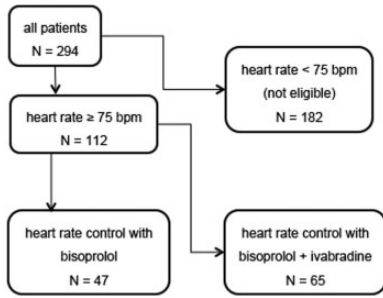 all patients
N = 294
heart rate < 75 bpm
(not eligible)
N = 182
heart rate ≥ 75 bpm
N = 112
heart rate control with
bisoprolol
N = 47
heart rate control with
bisoprolol + ivabradine
N = 65